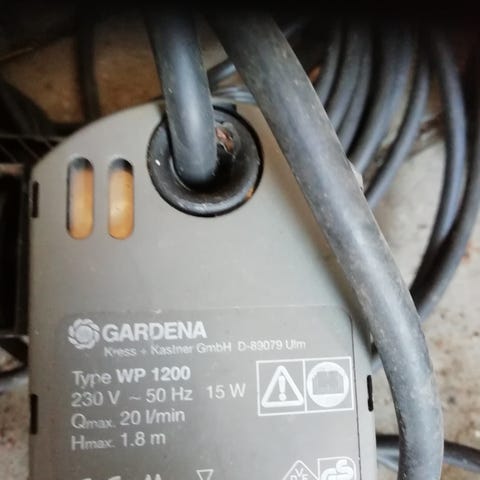 GARDENA
Kress + Kastner GmbH D-89079 Ulm
Type WP 1200
230 V ~ 50 Hz 15 W
Qmax. 20 l/min
Hmax. 1.8 m